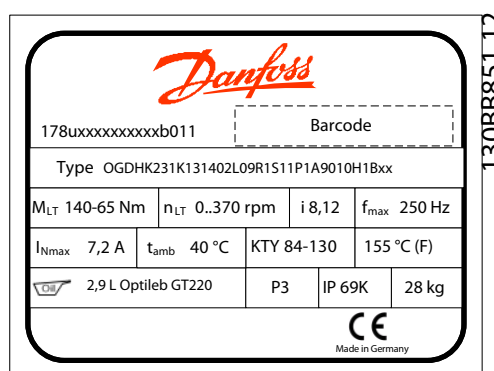 Danfoss
178uxxxxxxxxxxb011 Barcode
Type OGDHK231K131402L09R1S11P1A9010H1Bxx
MLT 140-65 Nm nLT 0..370 rpm i 8,12 fmax 250 Hz
INmax 7,2 A tamb 40 °C KTY 84-130 155 °C (F)
Oil 2,9 L Optileb GT220 P3 IP 69K 28 kg
CE
Made in Germany
130BB851.12